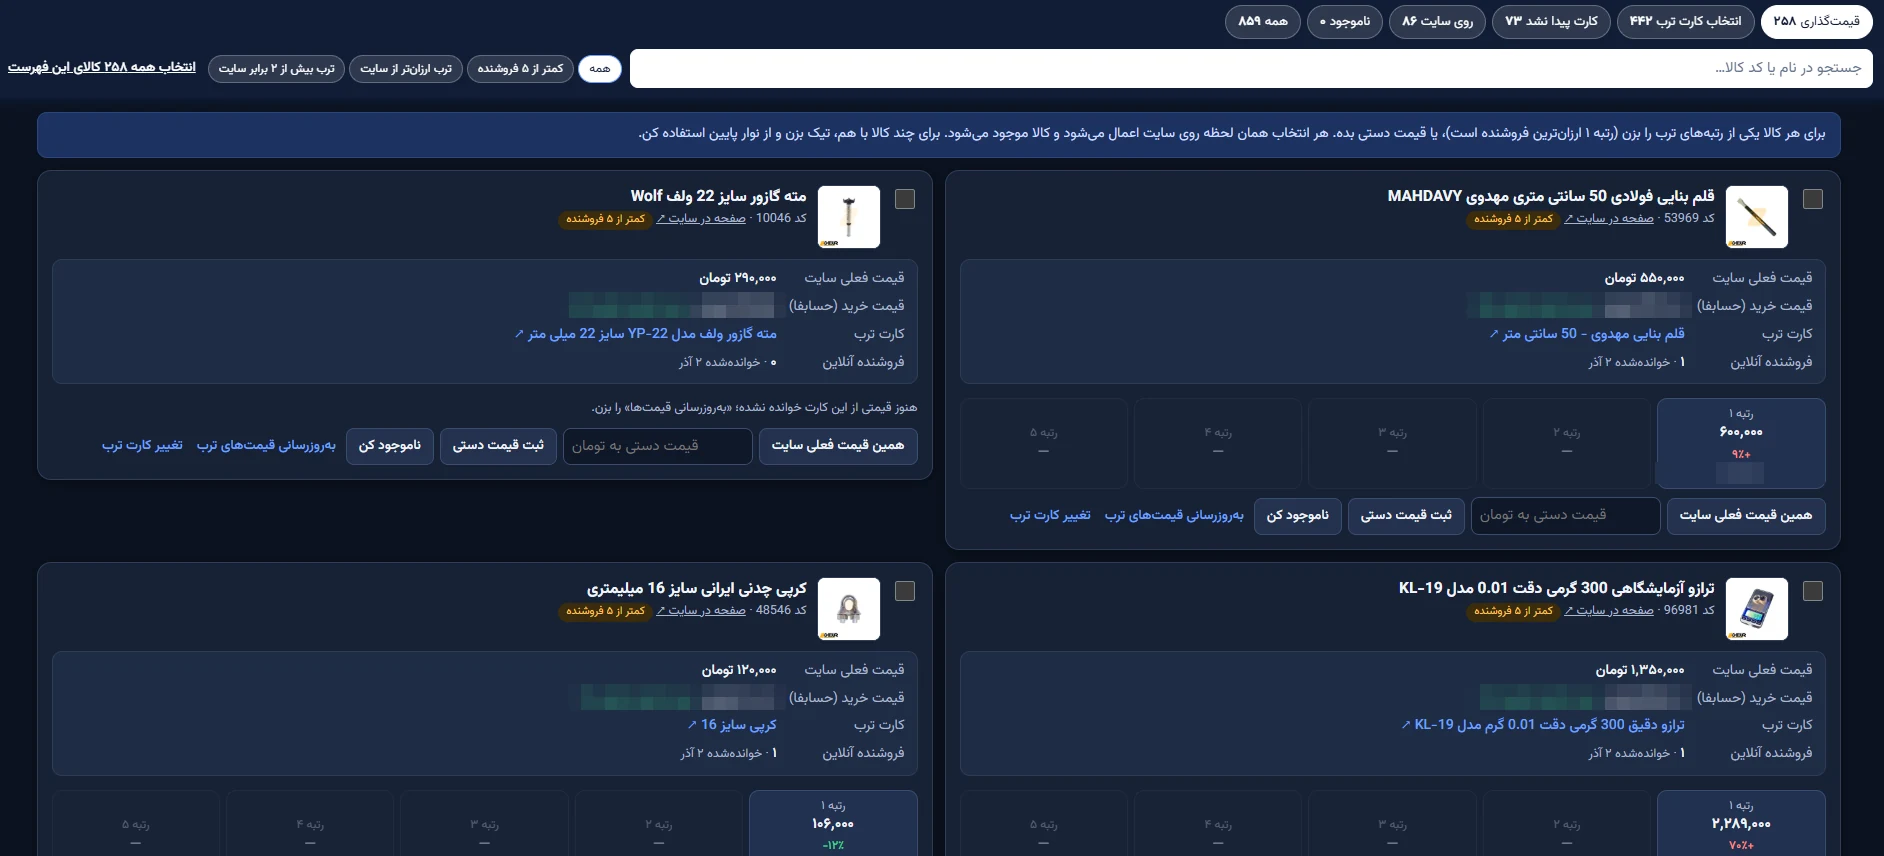 قیمت‌گذاری ۲۵۸
انتخاب کارت ترب ۴۴۲
کارت پیدا نشد ۷۳
روی سایت ۸۶
ناموجود ۰
همه ۸۵۹
جستجو در نام یا کد کالا...
همه
کمتر از ۵ فروشنده
ترب ارزان‌تر از سایت
ترب بیش از ۲ برابر سایت
انتخاب همه ۲۵۸ کالای این فهرست
برای هر کالا یکی از رتبه‌های ترب را بزن (رتبه ۱ ارزان‌ترین فروشنده است)، یا قیمت دستی بده. هر انتخاب همان لحظه روی سایت اعمال می‌شود و کالا موجود می‌شود. برای چند کالا با هم، تیک بزن و از نوار پایین استفاده کن.
قلم بنایی فولادی 50 سانتی متری مهدوی MAHDAVY
کد 53969 · صفحه در سایت ↗ کمتر از ۵ فروشنده
قیمت فعلی سایت ۵۵۰,۰۰۰ تومان
قیمت خرید (حسابفا)
کارت ترب قلم بنایی مهدوی - 50 سانتی متر ↗
فروشنده آنلاین ۱ · خوانده‌شده ۲ آذر
رتبه ۱
۶۰۰,۰۰۰
+۹٪
رتبه ۲
—
رتبه ۳
—
رتبه ۴
—
رتبه ۵
—
همین قیمت فعلی سایت
قیمت دستی به تومان
ثبت قیمت دستی
ناموجود کن
به‌روزرسانی قیمت‌های ترب
تغییر کارت ترب
مته گازور سایز 22 ولف Wolf
کد 10046 · صفحه در سایت ↗ کمتر از ۵ فروشنده
قیمت فعلی سایت ۲۹۰,۰۰۰ تومان
قیمت خرید (حسابفا)
کارت ترب مته گازور ولف مدل YP-22 سایز 22 میلی متر ↗
فروشنده آنلاین ۰ · خوانده‌شده ۲ آذر
هنوز قیمتی از این کارت خوانده نشده؛ «به‌روزرسانی قیمت‌ها» را بزن.
همین قیمت فعلی سایت
قیمت دستی به تومان
ثبت قیمت دستی
ناموجود کن
به‌روزرسانی قیمت‌های ترب
تغییر کارت ترب
ترازو آزمایشگاهی 300 گرمی دقت 0.01 مدل KL-19
کد 96981 · صفحه در سایت ↗ کمتر از ۵ فروشنده
قیمت فعلی سایت ۱,۳۵۰,۰۰۰ تومان
قیمت خرید (حسابفا)
کارت ترب ترازو دقیق 300 گرمی دقت 0.01 گرم مدل KL-19 ↗
فروشنده آنلاین ۱ · خوانده‌شده ۲ آذر
رتبه ۱
۲,۲۸۹,۰۰۰
+۷۰٪
رتبه ۲
—
رتبه ۳
—
رتبه ۴
—
رتبه ۵
—
کرپی چدنی ایرانی سایز 16 میلیمتری
کد 48546 · صفحه در سایت ↗ کمتر از ۵ فروشنده
قیمت فعلی سایت ۱۲۰,۰۰۰ تومان
قیمت خرید (حسابفا)
کارت ترب کرپی سایز 16 ↗
فروشنده آنلاین ۱ · خوانده‌شده ۲ آذر
رتبه ۱
۱۰۶,۰۰۰
-۱۲٪
رتبه ۲
—
رتبه ۳
—
رتبه ۴
—
رتبه ۵
—